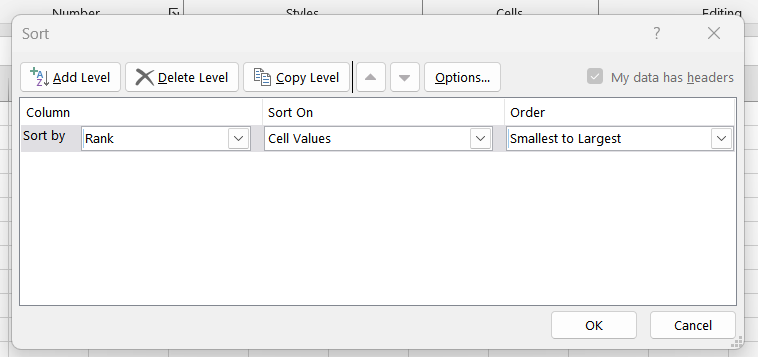 Number Styles Cells Editing
Sort ?
Add Level Delete Level Copy Level Options... My data has headers
Column Sort On Order
Sort by Rank Cell Values Smallest to Largest
OK Cancel